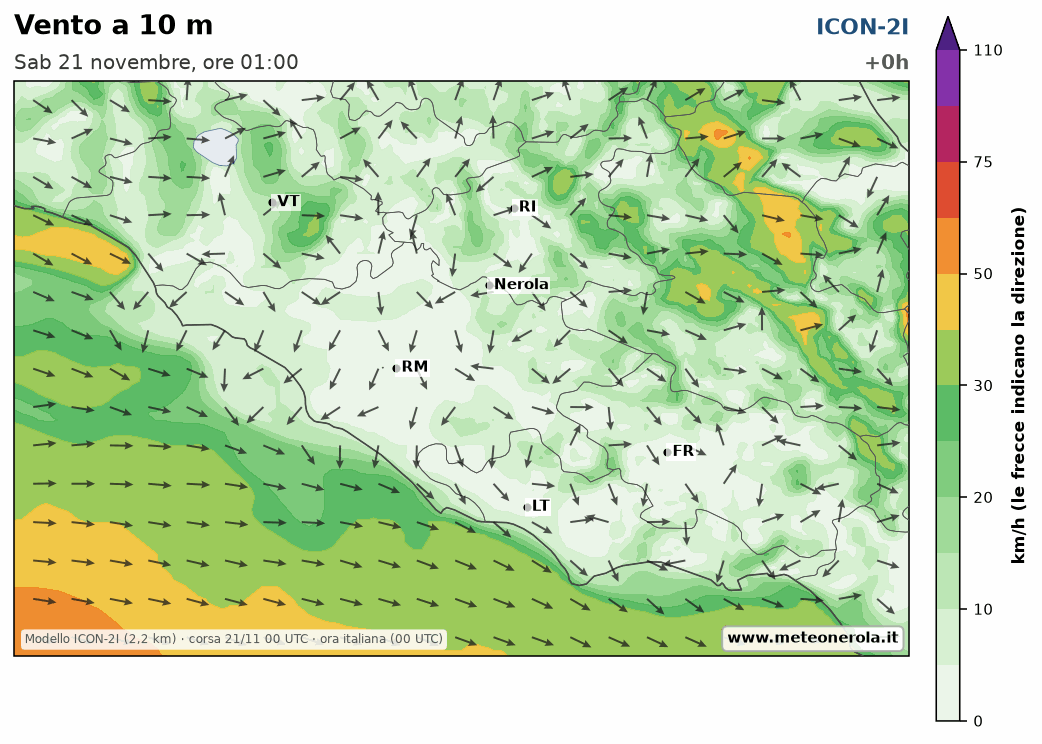 Vento a 10 m
ICON-2I
Sab 21 novembre, ore 01:00
+0h
110
75
50
30
20
10
0
km/h (le frecce indicano la direzione)
VT
RI
Nerola
RM
FR
LT
Modello ICON-2I (2,2 km) · corsa 21/11 00 UTC · ora italiana (00 UTC)
www.meteonerola.it